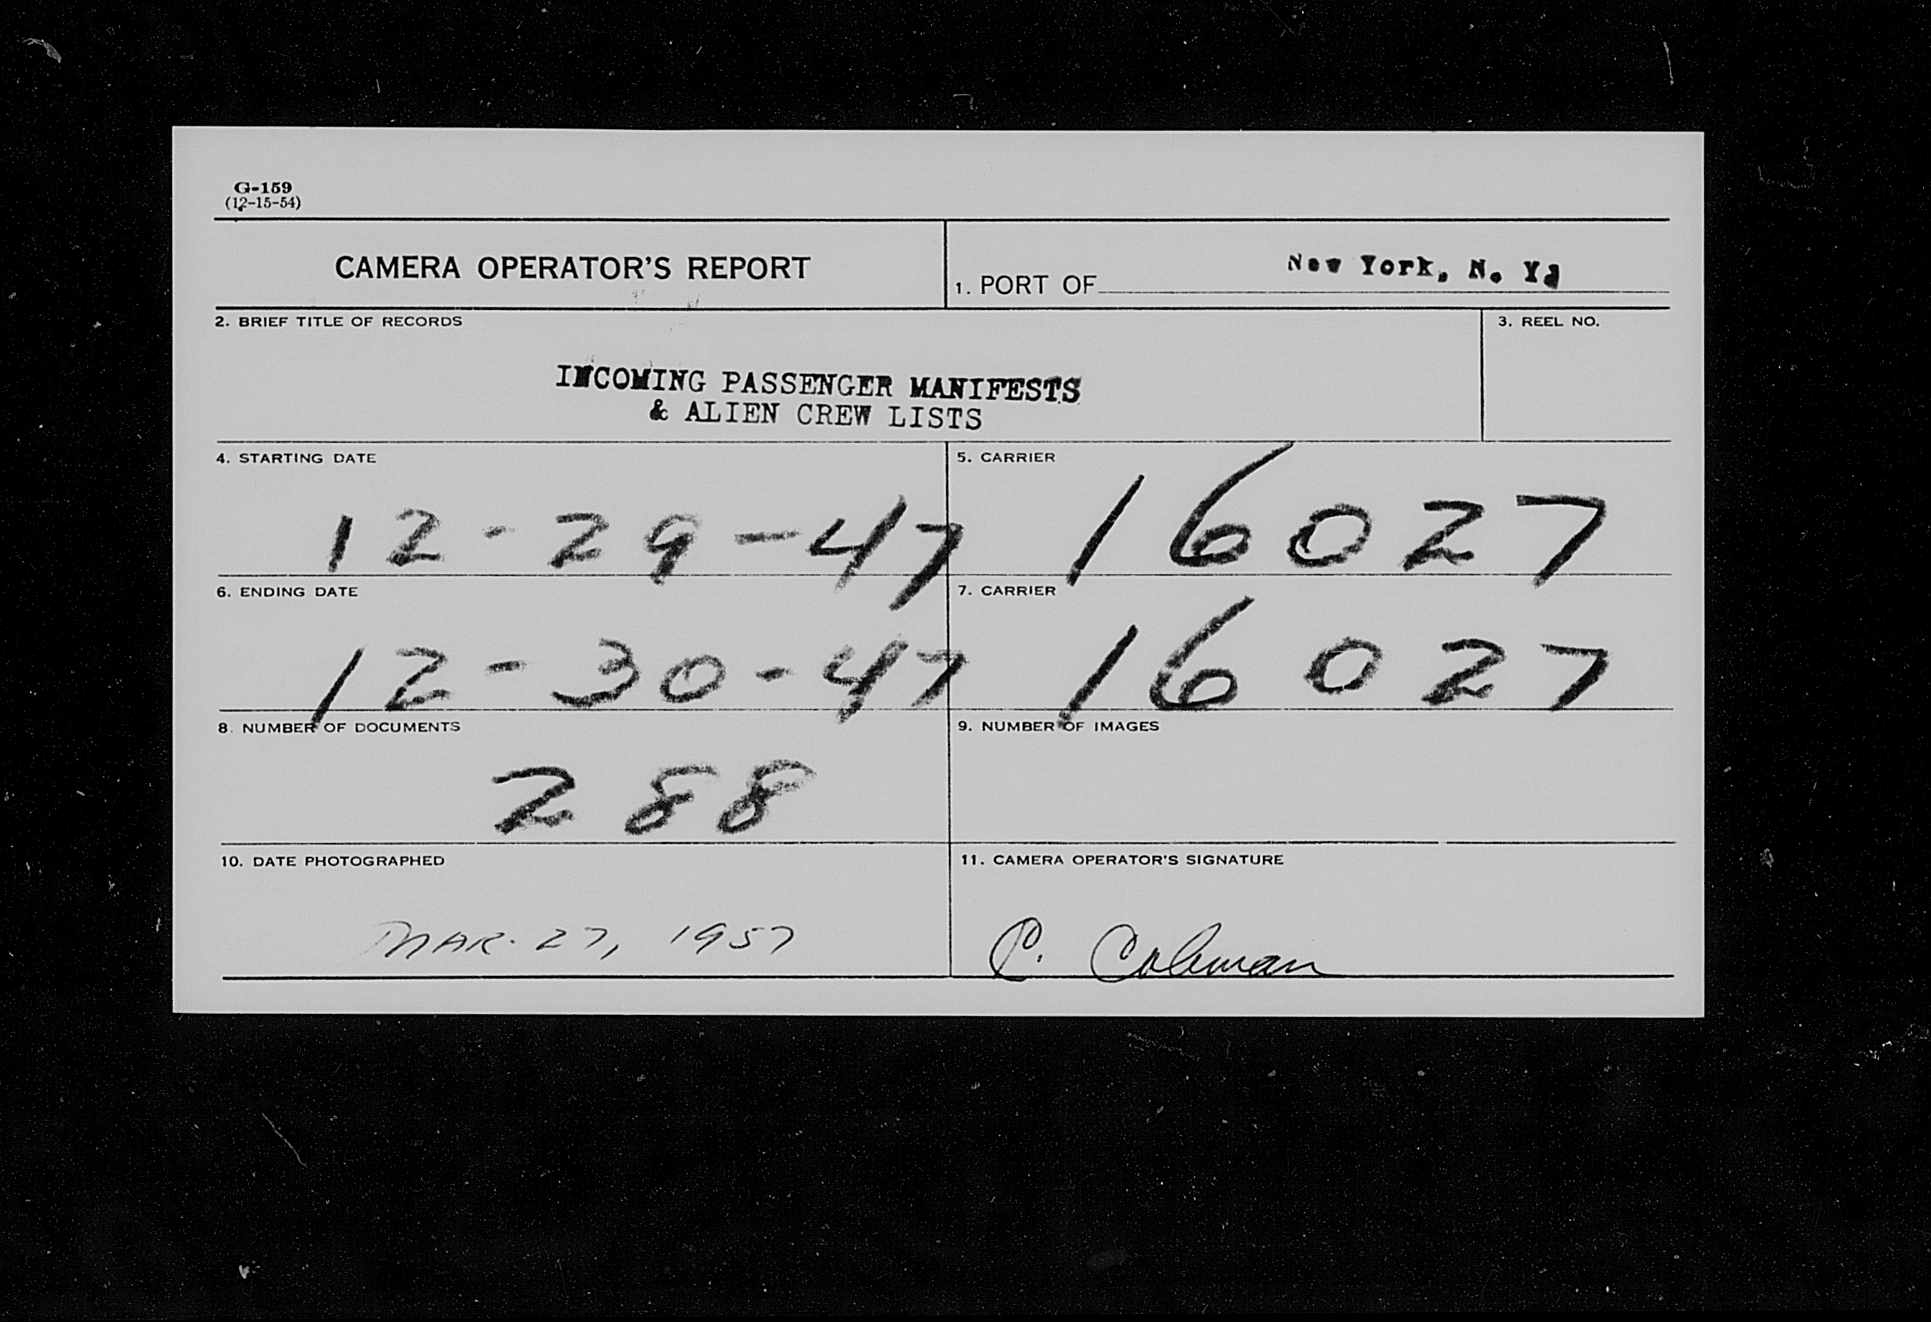 G-159
(12-15-54)
CAMERA OPERATOR'S REPORT
1. PORT OF New York, N. Y.
2. BRIEF TITLE OF RECORDS
3. REEL NO.
INCOMING PASSENGER MANIFESTS
& ALIEN CREW LISTS
4. STARTING DATE
5. CARRIER
12-29-47
16027
6. ENDING DATE
7. CARRIER
12-30-47
16027
8. NUMBER OF DOCUMENTS
9. NUMBER OF IMAGES
288
10. DATE PHOTOGRAPHED
11. CAMERA OPERATOR'S SIGNATURE
MAR. 27, 1957
C. Coleman